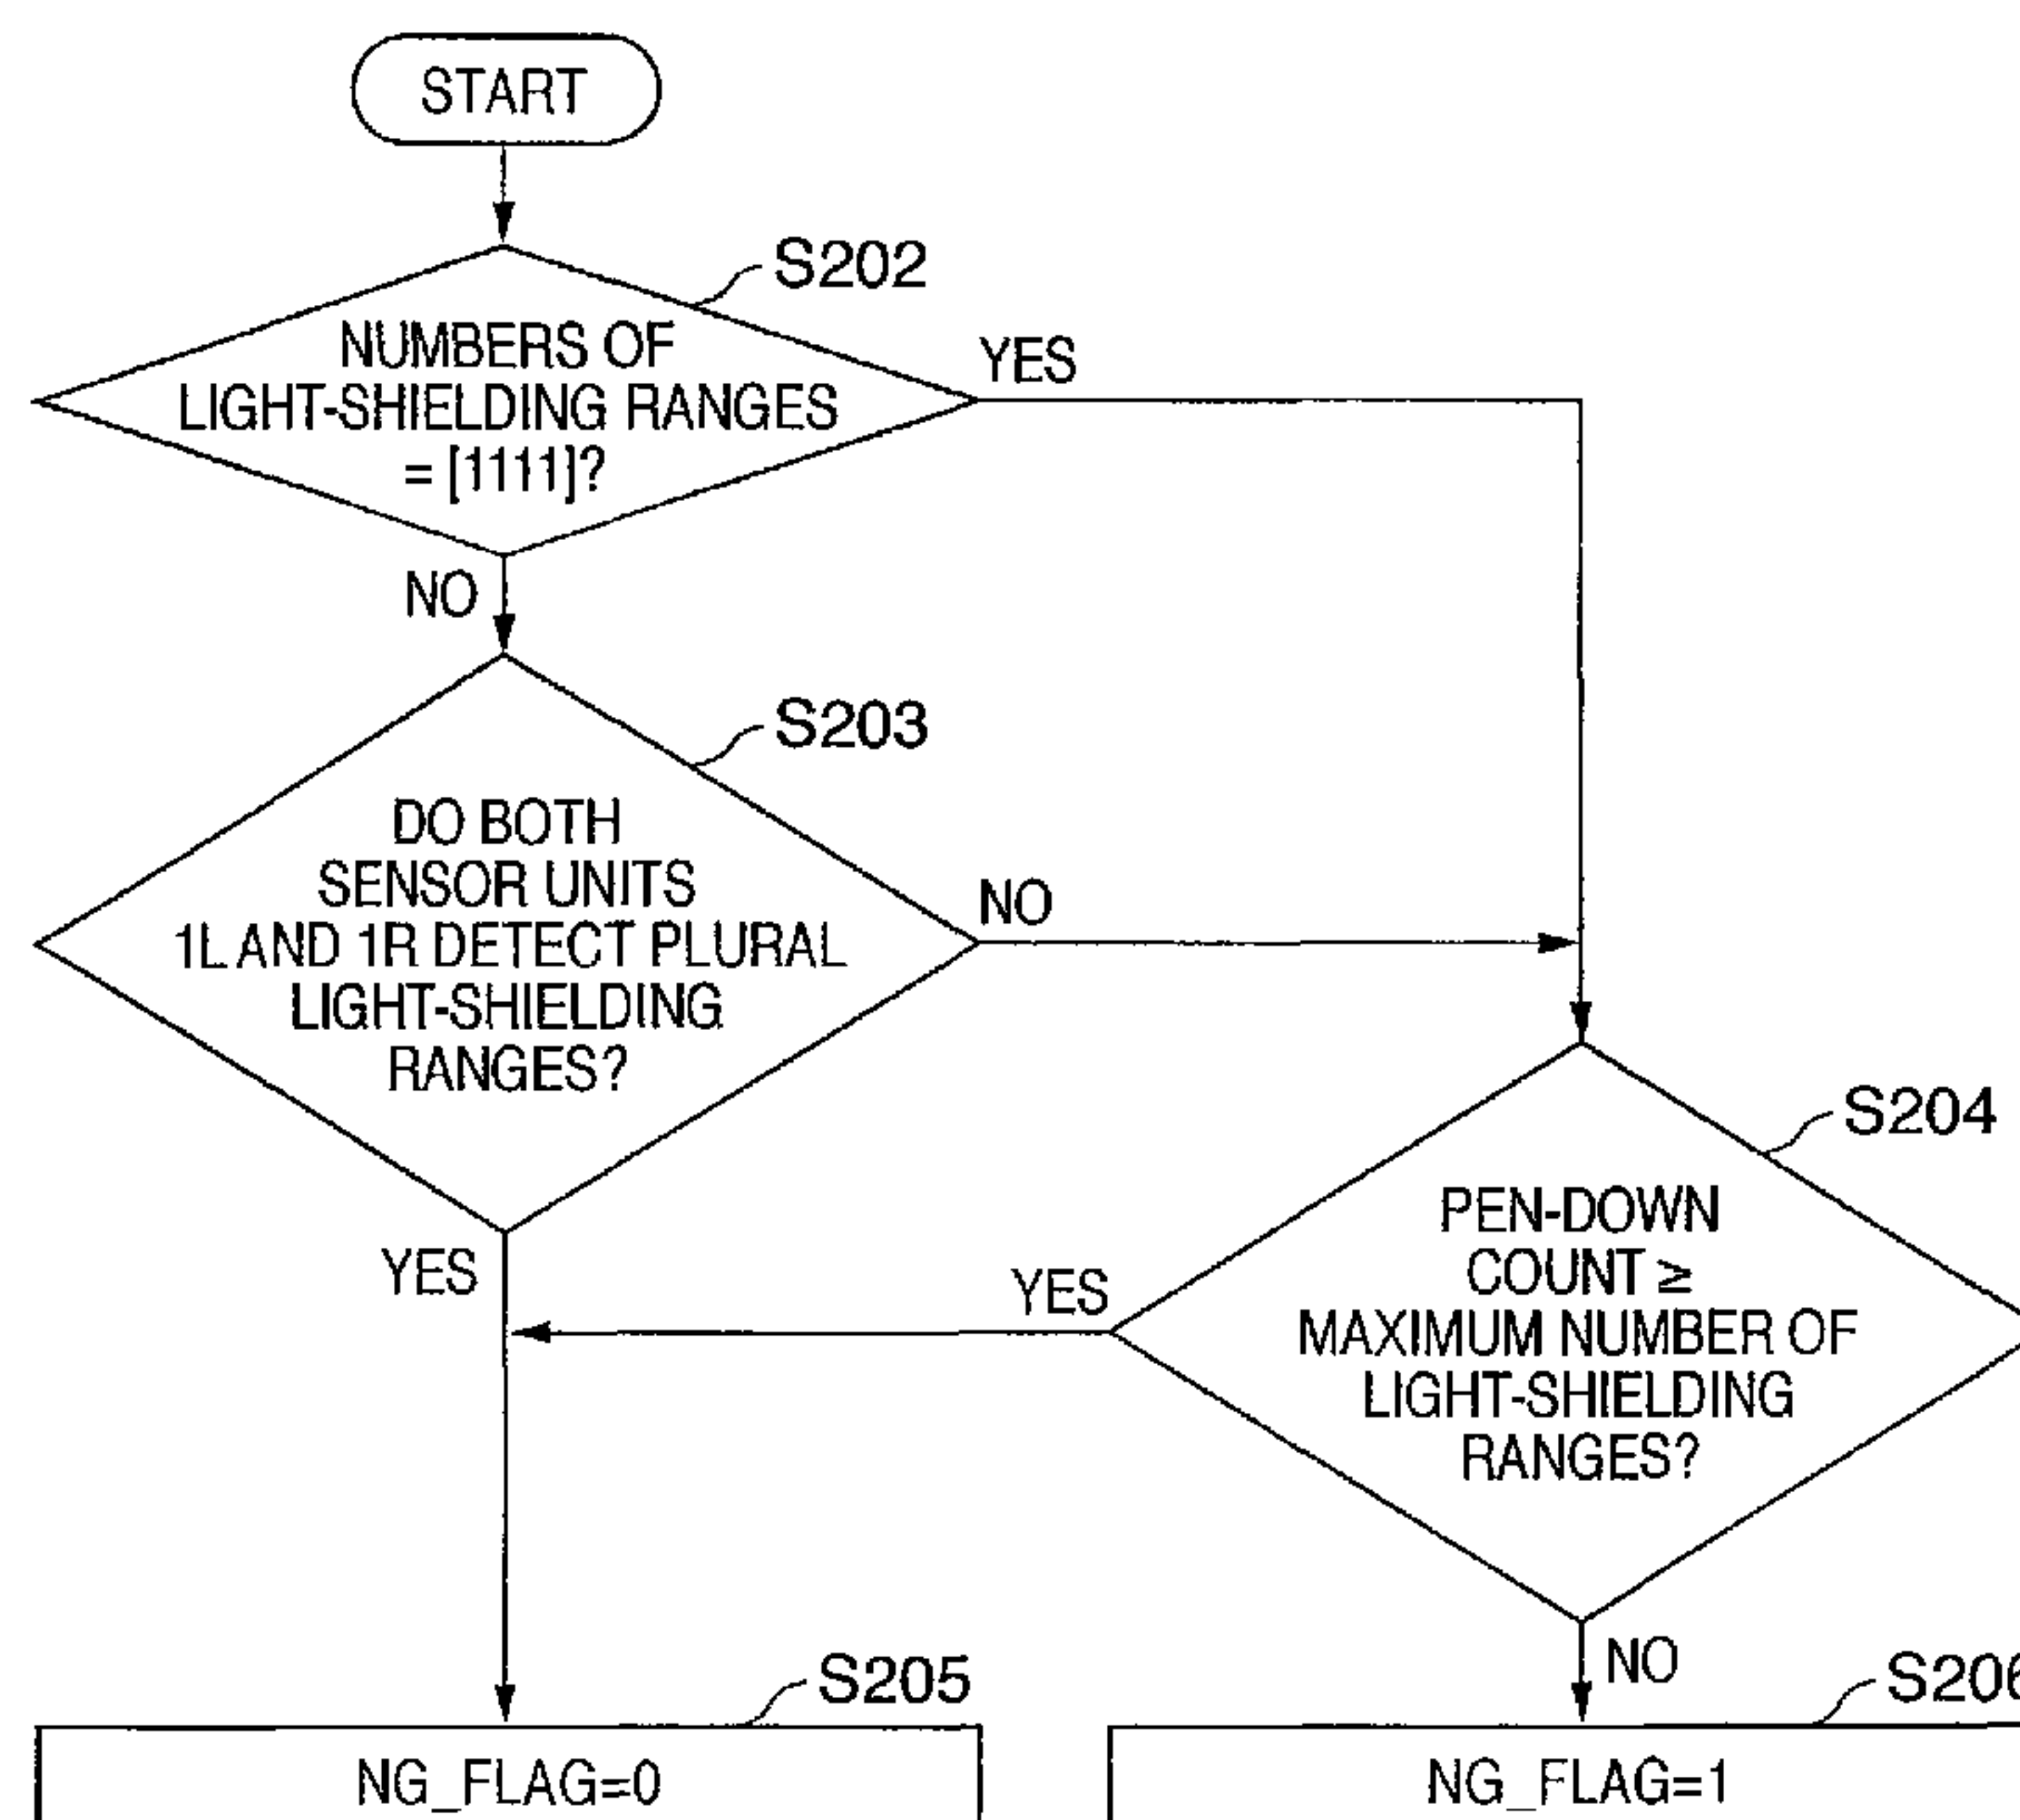 START
S202
NUMBERS OF
LIGHT-SHIELDING RANGES
= [1111]?
YES
NO
S203
DO BOTH
SENSOR UNITS
1L AND 1R DETECT PLURAL
LIGHT-SHIELDING
RANGES?
NO
YES
S204
PEN-DOWN
COUNT ≥
MAXIMUM NUMBER OF
LIGHT-SHIELDING
RANGES?
YES
NO
S205
NG_FLAG=0
S206
NG_FLAG=1